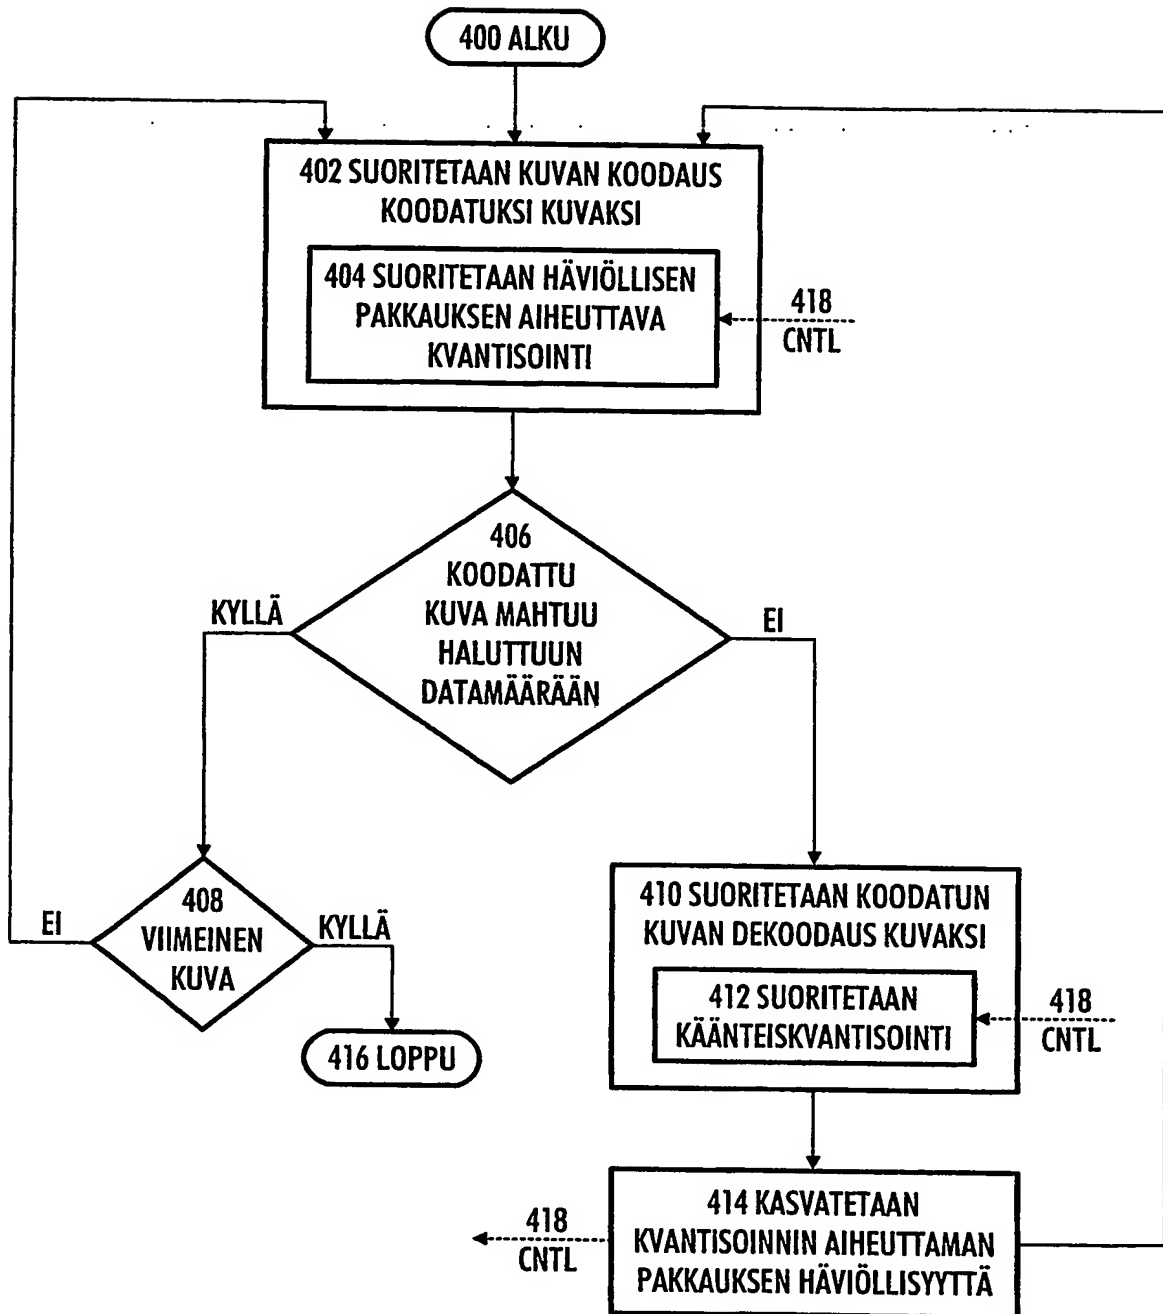 400 ALKU
402 SUORITETAAN KUVAN KOODAUS
KOODATUKSI KUVAKSI
404 SUORITETAAN HÄVIÖLLISEN
PAKKAUKSEN AIHEUTTAVA
KVANTISOINTI
418
CNTL
406
KOODATTU
KUVA MAHTUU
HALUTTUUN
DATAMÄÄRÄÄN
KYLLÄ
EI
408
VIIMEINEN
KUVA
EI
KYLLÄ
416 LOPPU
410 SUORITETAAN KOODATUN
KUVAN DEKOODAUS KUVAKSI
412 SUORITETAAN
KÄÄNTEISKVANTISOINTI
418
CNTL
414 KASVATETAAN
KVANTISOINNIN AIHEUTTAMAN
PAKKAUKSEN HÄVIÖLLISYYTTÄ
418
CNTL